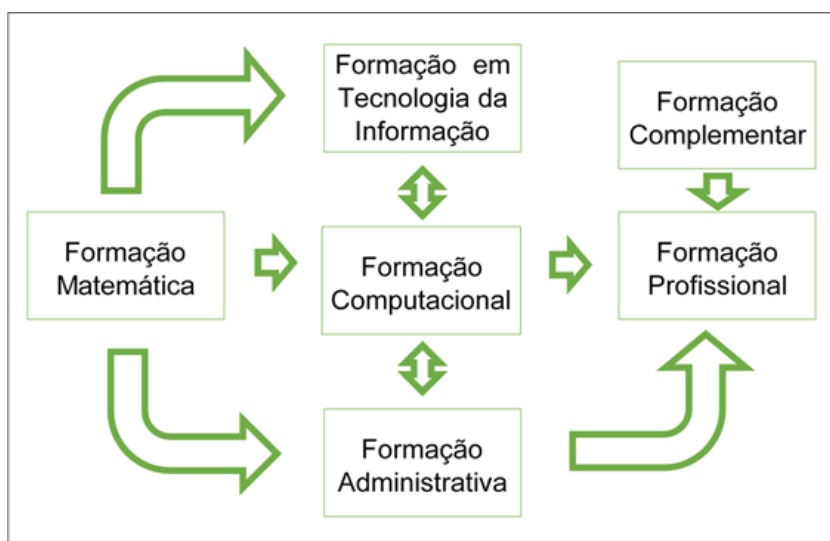 Formação em
Tecnologia da
Informação
Formação
Complementar
Formação
Matemática
Formação
Computacional
Formação
Profissional
Formação
Administrativa